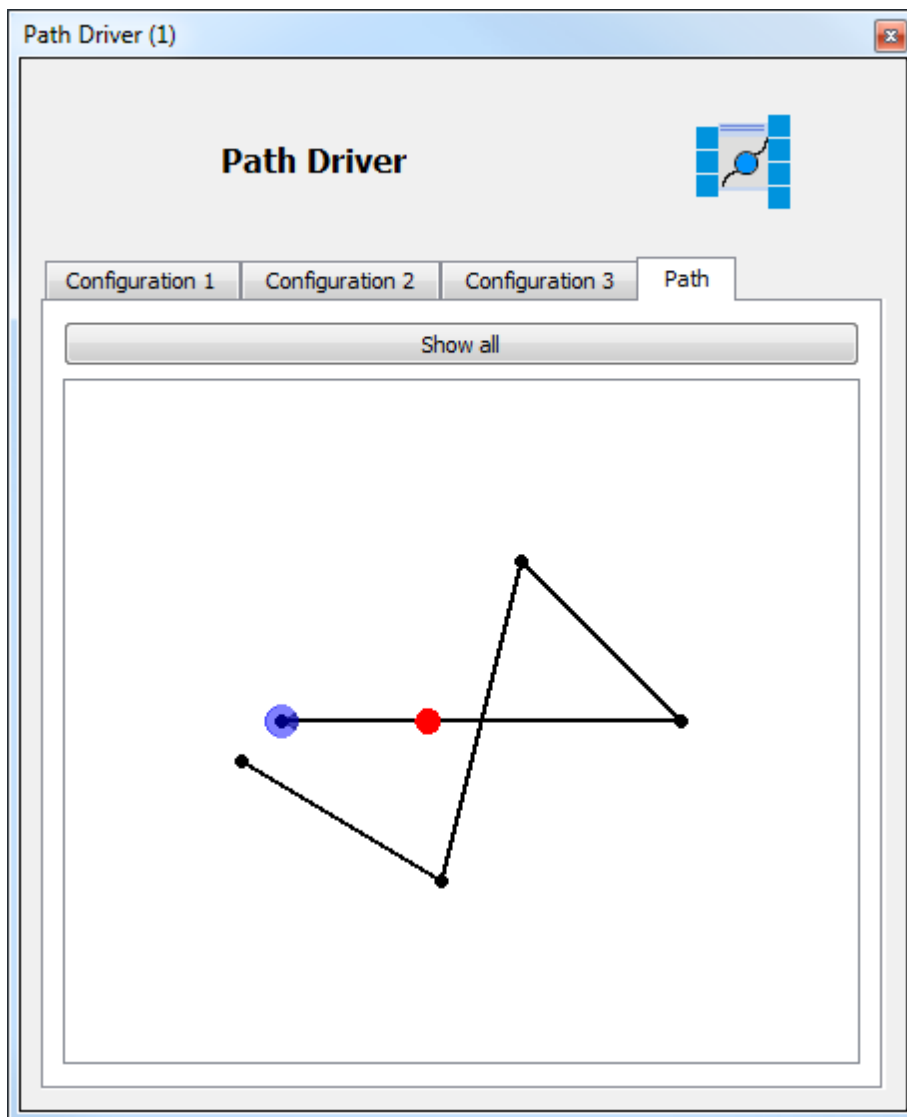 Path Driver (1)
Path Driver
Configuration 1
Configuration 2
Configuration 3
Path
Show all